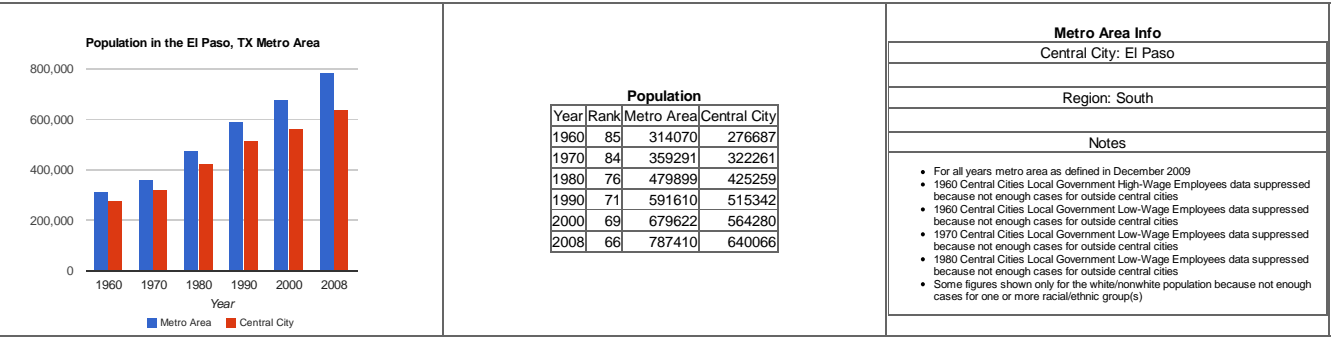 Population in the El Paso, TX Metro Area
800,000
600,000
400,000
200,000
0
1960 1970 1980 1990 2000 2008
Year
Metro Area Central City
Population
Year Rank Metro Area Central City
1960 85 314070 276687
1970 84 359291 322261
1980 76 479899 425259
1990 71 591610 515342
2000 69 679622 564280
2008 66 787410 640066
Metro Area Info
Central City: El Paso
Region: South
Notes
• For all years metro area as defined in December 2009
• 1960 Central Cities Local Government High-Wage Employees data suppressed
because not enough cases for outside central cities
• 1960 Central Cities Local Government Low-Wage Employees data suppressed
because not enough cases for outside central cities
• 1970 Central Cities Local Government Low-Wage Employees data suppressed
because not enough cases for outside central cities
• 1980 Central Cities Local Government Low-Wage Employees data suppressed
because not enough cases for outside central cities
• Some figures shown only for the white/nonwhite population because not enough
cases for one or more racial/ethnic group(s)